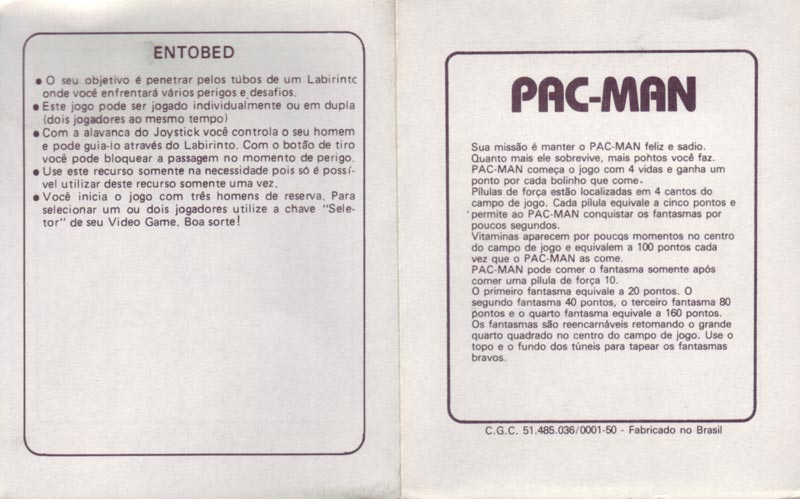 ENTOBED
● O seu objetivo é penetrar pelos tubos de um Labirintc
onde você enfrentará vários perigos e desafios.
● Este jogo pode ser jogado individualmente ou em dupla
(dois jogadores ao mesmo tempo)
● Com a alavanca do Joystick você controla o seu homem
e pode guia-lo através do Labirinto. Com o botão de tiro
você pode bloquear a passagem no momento de perigo.
● Use este recurso somente na necessidade pois só é possí-
vel utilizar deste recurso somente uma vez.
● Você inicia o jogo com três homens de reserva. Para
selecionar um ou dois jogadores utilize a chave "Sele-
tor" de seu Video Game. Boa sorte!
PAC-MAN
Sua missão é manter o PAC-MAN feliz e sadio.
Quanto mais ele sobrevive, mais pohtos você faz.
PAC-MAN começa o jogo com 4 vidas e ganha um
ponto por cada bolinho que come.
Pílulas de força estão localizadas em 4 cantos do
campo de jogo. Cada pílula equivale a cinco pontos e
permite ao PAC-MAN conquistar os fantasmas por
poucos segundos.
Vitaminas aparecem por poucos momentos no centro
do campo de jogo e equivalem a 100 pontos cada
vez que o PAC-MAN as come.
PAC-MAN pode comer o fantasma somente após
comer uma pílula de força 10.
O primeiro fantasma equivale a 20 pontos. O
segundo fantasma 40 pontos, o terceiro fantasma 80
pontos e o quarto fantasma equivale a 160 pontos.
Os fantasmas são reencarnáveis retomando o grande
quarto quadrado no centro do campo de jogo. Use o
topo e o fundo dos túneis para tapear os fantasmas
bravos.
C.G.C. 51.485.036/0001-50 - Fabricado no Brasil